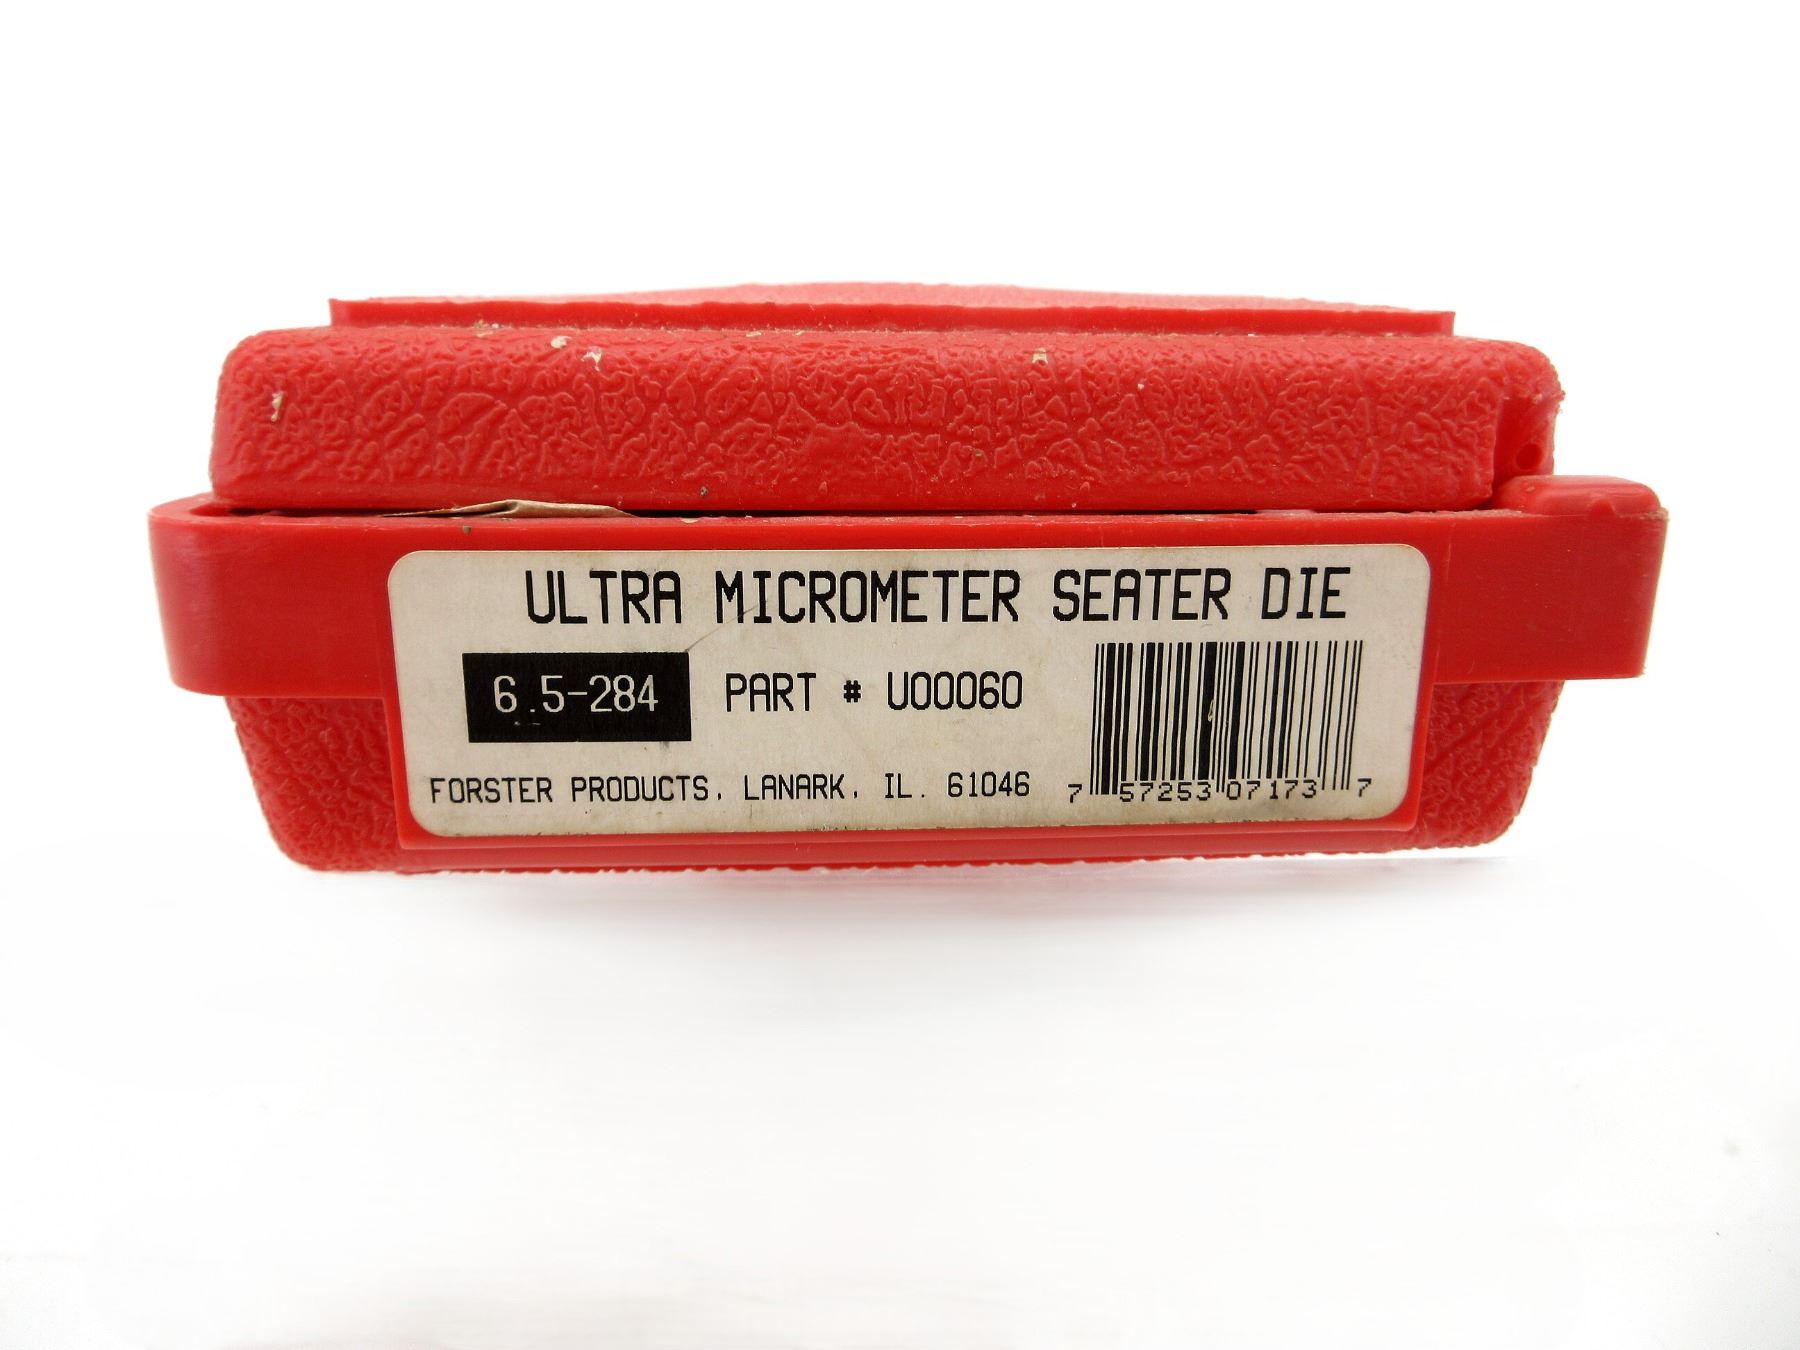 ULTRA MICROMETER SEATER DIE
6.5-284 PART # U00060
FORSTER PRODUCTS, LANARK, IL. 61046
7 57253 07173 7